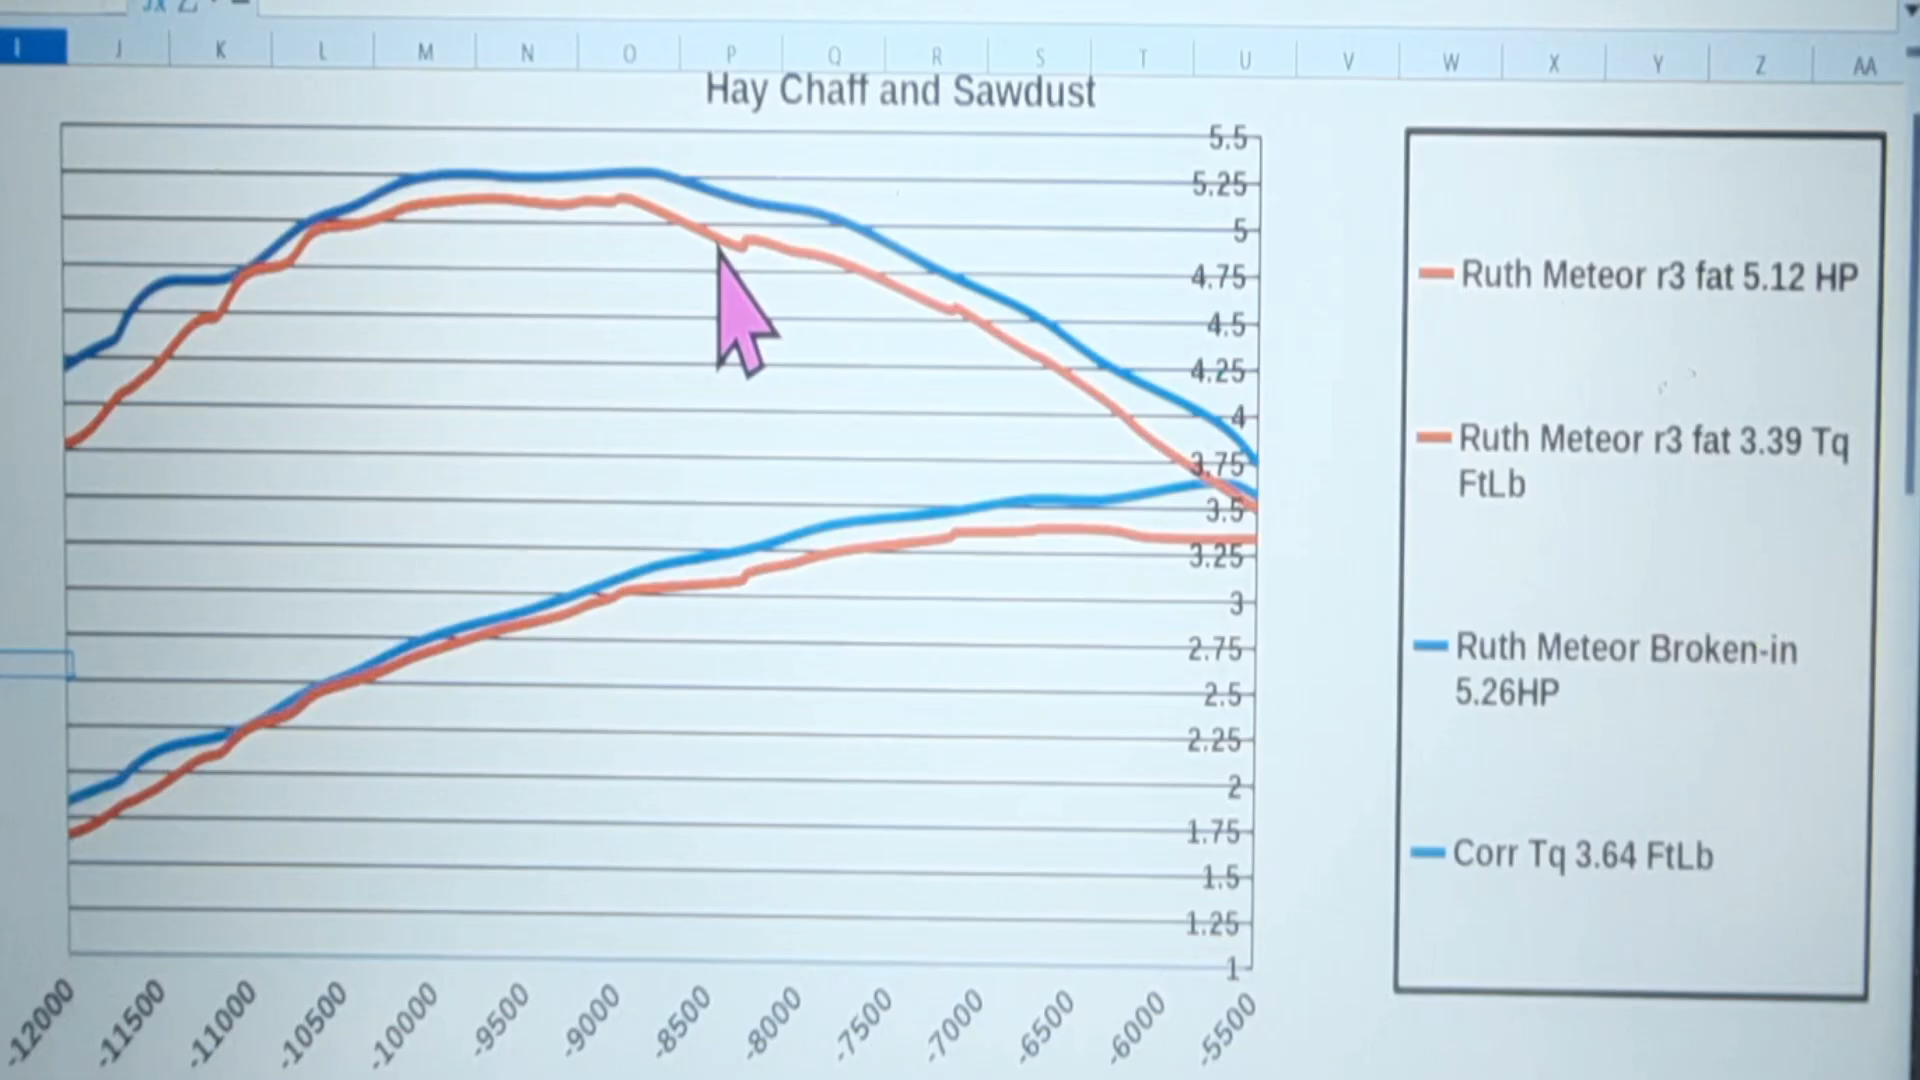 I J K L M N O P Q R S T U V W X Y Z AA
Hay Chaff and Sawdust
5.5
5.25
5
4.75
4.5
4.25
4
3.75
3.5
3.25
3
2.75
2.5
2.25
2
1.75
1.5
1.25
1
-12000 -11500 -11000 -10500 -10000 -9500 -9000 -8500 -8000 -7500 -7000 -6500 -6000 -5500
Ruth Meteor r3 fat 5.12 HP
Ruth Meteor r3 fat 3.39 Tq
FtLb
Ruth Meteor Broken-in
5.26HP
Corr Tq 3.64 FtLb